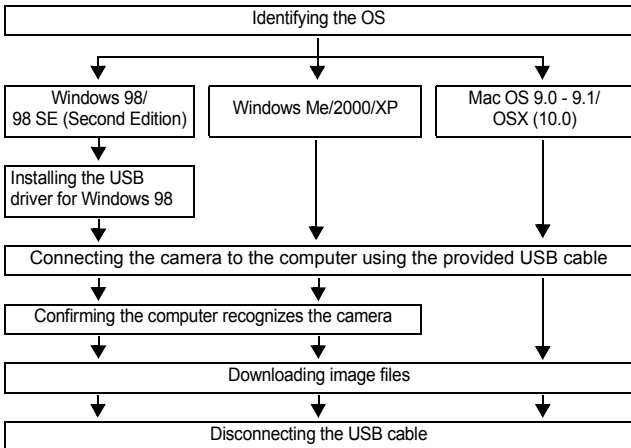 Identifying the OS
Windows 98/
98 SE (Second Edition)
Windows Me/2000/XP
Mac OS 9.0 - 9.1/
OSX (10.0)
Installing the USB
driver for Windows 98
Connecting the camera to the computer using the provided USB cable
Confirming the computer recognizes the camera
Downloading image files
Disconnecting the USB cable